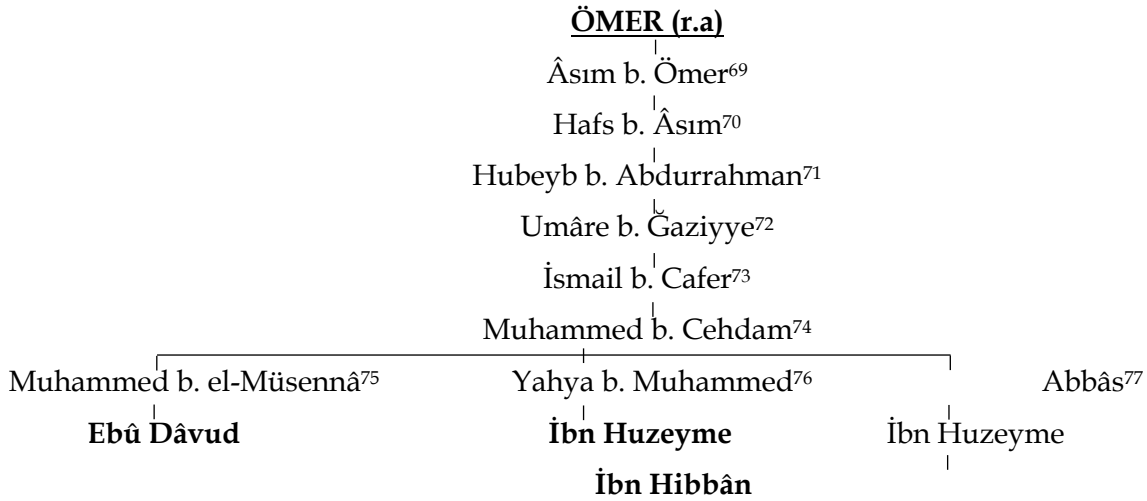 ÖMER (r.a)
Âsım b. Ömer69
Hafs b. Âsım70
Hubeyb b. Abdurrahman71
Umâre b. Ğaziyye72
İsmail b. Cafer73
Muhammed b. Cehdam74
Muhammed b. el-Müsennâ75 Yahya b. Muhammed76 Abbâs77
Ebû Dâvud İbn Huzeyme İbn Huzeyme
İbn Hibbân